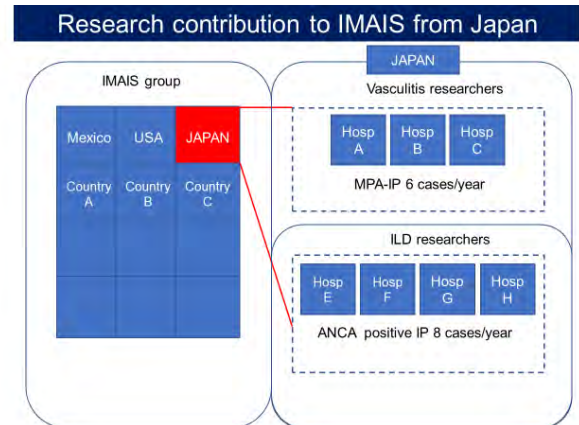 Research contribution to IMAIS from Japan
IMAIS group
Mexico USA JAPAN
Country A Country B Country C
JAPAN
Vasculitis researchers
Hosp A Hosp B Hosp C
MPA-IP 6 cases/year
ILD researchers
Hosp E Hosp F Hosp G Hosp H
ANCA positive IP 8 cases/year